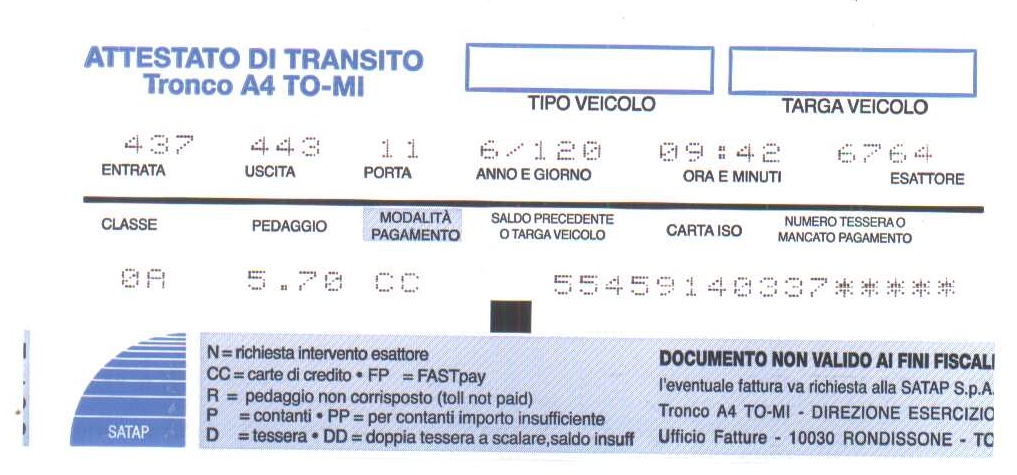 ATTESTATO DI TRANSITO
Tronco A4 TO-MI
TIPO VEICOLO
TARGA VEICOLO
437 443 11 6/120 09:42 6764
ENTRATA USCITA PORTA ANNO E GIORNO ORA E MINUTI ESATTORE
CLASSE PEDAGGIO MODALITÀ PAGAMENTO SALDO PRECEDENTE O TARGA VEICOLO CARTA ISO NUMERO TESSERA O MANCATO PAGAMENTO
0A 5.70 CC 55459140337*****
SATAP
N = richiesta intervento esattore
CC = carte di credito • FP = FASTpay
R = pedaggio non corrisposto (toll not paid)
P = contanti • PP = per contanti importo insufficiente
D = tessera • DD = doppia tessera a scalare,saldo insuff
DOCUMENTO NON VALIDO AI FINI FISCALI
l'eventuale fattura va richiesta alla SATAP S.p.A.
Tronco A4 TO-MI - DIREZIONE ESERCIZIO
Ufficio Fatture - 10030 RONDISSONE - TO